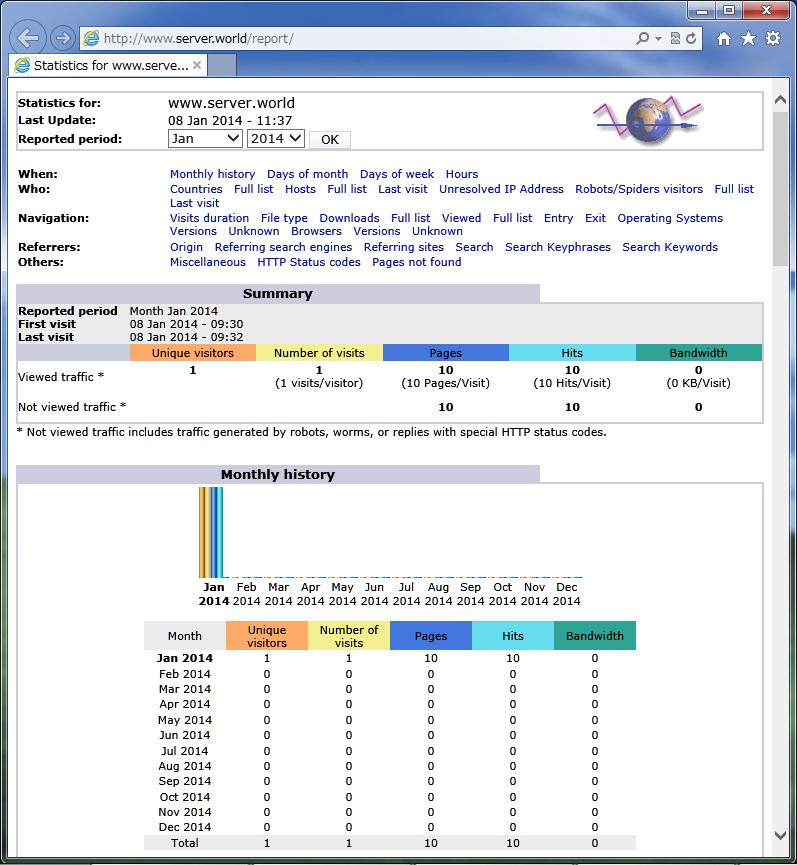 http://www.server.world/report/
Statistics for www.serve...
Statistics for: www.server.world
Last Update: 08 Jan 2014 - 11:37
Reported period: Jan 2014 OK
When: Monthly history Days of month Days of week Hours
Who: Countries Full list Hosts Full list Last visit Unresolved IP Address Robots/Spiders visitors Full list
Last visit
Navigation: Visits duration File type Downloads Full list Viewed Full list Entry Exit Operating Systems
Versions Unknown Browsers Versions Unknown
Referrers: Origin Referring search engines Referring sites Search Search Keyphrases Search Keywords
Others: Miscellaneous HTTP Status codes Pages not found
Summary
Reported period Month Jan 2014
First visit 08 Jan 2014 - 09:30
Last visit 08 Jan 2014 - 09:32
Unique visitors Number of visits Pages Hits Bandwidth
Viewed traffic * 1 1 10 10 0
(1 visits/visitor) (10 Pages/Visit) (10 Hits/Visit) (0 KB/Visit)
Not viewed traffic * 10 10 0
* Not viewed traffic includes traffic generated by robots, worms, or replies with special HTTP status codes.
Monthly history
Jan Feb Mar Apr May Jun Jul Aug Sep Oct Nov Dec
2014 2014 2014 2014 2014 2014 2014 2014 2014 2014 2014 2014
Month Unique visitors Number of visits Pages Hits Bandwidth
Jan 2014 1 1 10 10 0
Feb 2014 0 0 0 0 0
Mar 2014 0 0 0 0 0
Apr 2014 0 0 0 0 0
May 2014 0 0 0 0 0
Jun 2014 0 0 0 0 0
Jul 2014 0 0 0 0 0
Aug 2014 0 0 0 0 0
Sep 2014 0 0 0 0 0
Oct 2014 0 0 0 0 0
Nov 2014 0 0 0 0 0
Dec 2014 0 0 0 0 0
Total 1 1 10 10 0